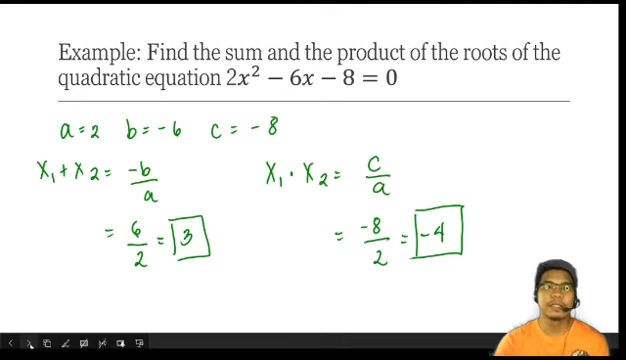 Example: Find the sum and the product of the roots of the
quadratic equation 2x² − 6x − 8 = 0
a = 2 b = -6 c = -8
x₁ + x₂ = -b/a x₁ · x₂ = c/a
= 6/2 = 3 = -8/2 = -4